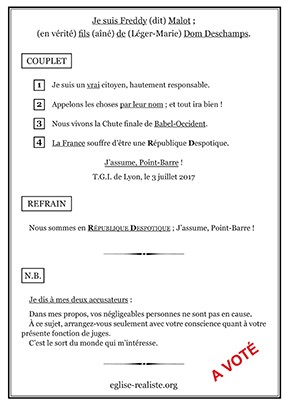 Je suis Freddy (dit) Malot ;
(en vérité) fils (aîné) de (Léger-Marie) Dom Deschamps.
COUPLET
1 Je suis un vrai citoyen, hautement responsable.
2 Appelons les choses par leur nom ; et tout ira bien !
3 Nous vivons la Chute finale de Babel-Occident.
4 La France souffre d'être une République Despotique.
J'assume, Point-Barre !
T.G.I. de Lyon, le 3 juillet 2017
REFRAIN
Nous sommes en RÉPUBLIQUE DESPOTIQUE ; J'assume, Point-Barre !
N.B.
Je dis à mes deux accusateurs :
Dans mes propos, vos négligeables personnes ne sont pas en cause.
À ce sujet, arrangez-vous seulement avec votre conscience quant à votre
présente fonction de juges.
C'est le sort du monde qui m'intéresse.
A VOTÉ
eglise-realiste.org